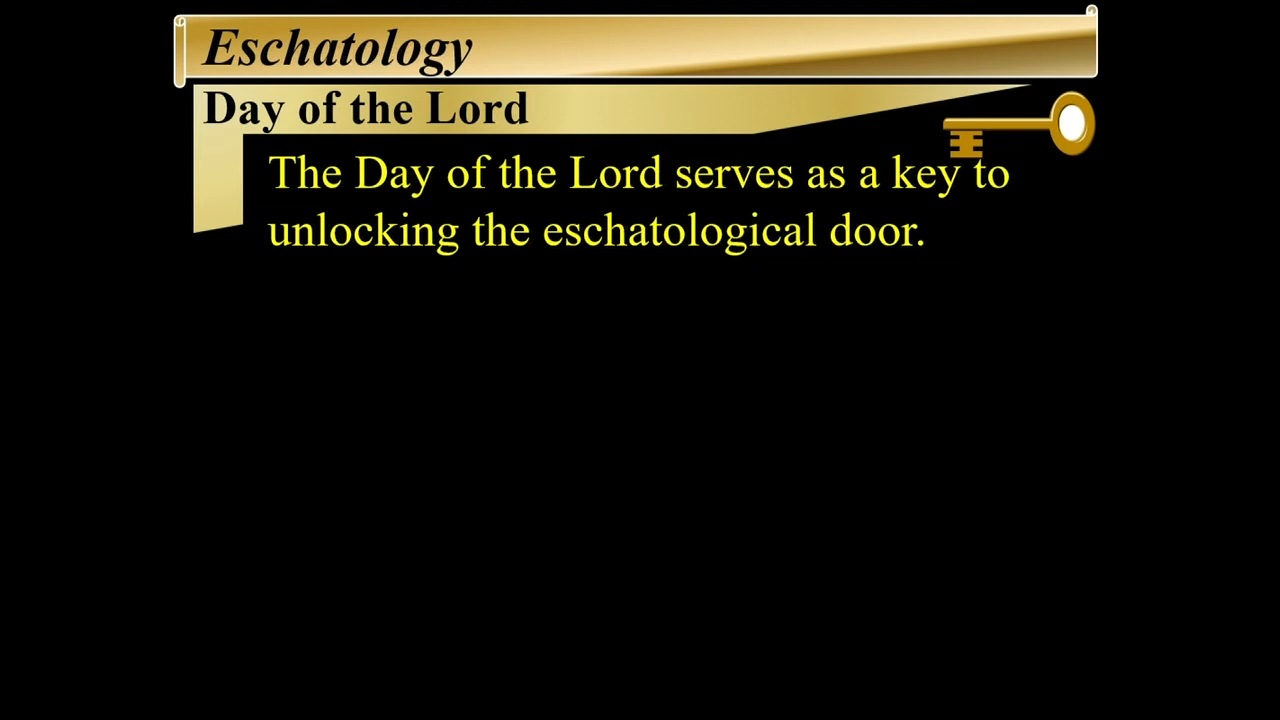 Eschatology
Day of the Lord
The Day of the Lord serves as a key to
unlocking the eschatological door.